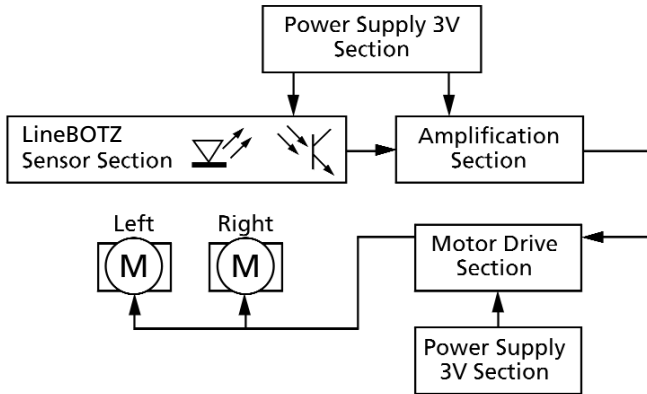 Power Supply 3V
Section
LineBOTZ
Sensor Section
Amplification
Section
Left
Right
M
M
Motor Drive
Section
Power Supply
3V Section